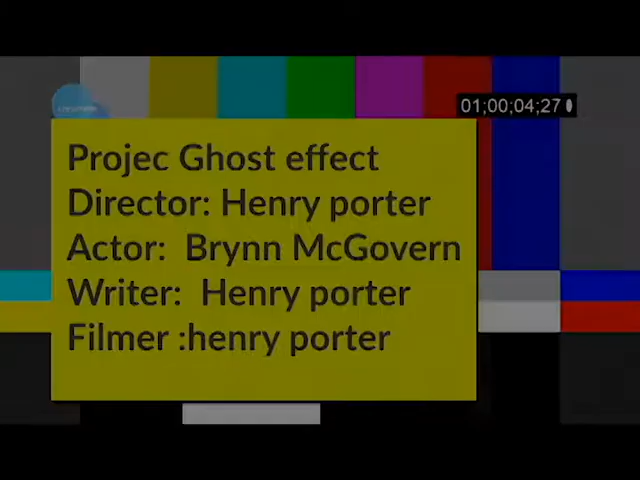 01;00;04;27
Projec Ghost effect
Director: Henry porter
Actor: Brynn McGovern
Writer: Henry porter
Filmer :henry porter